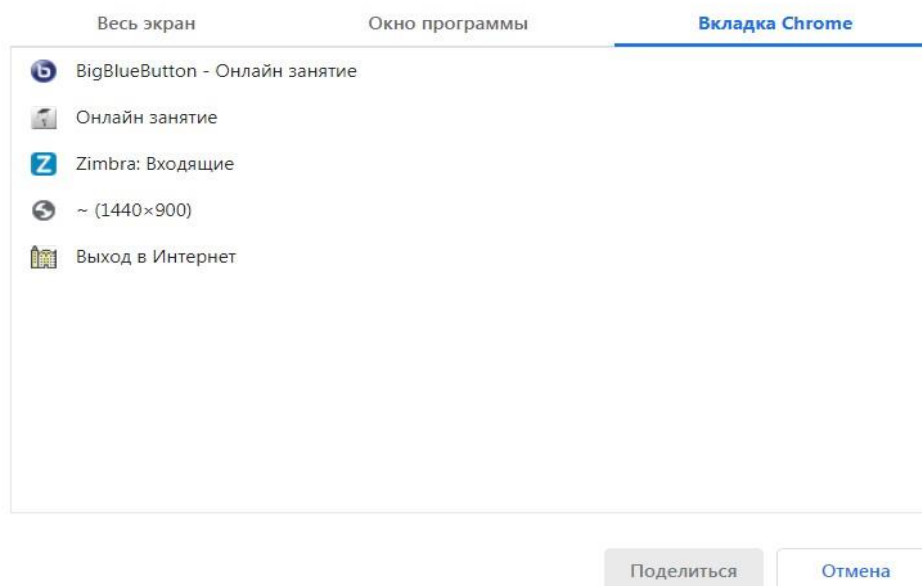 Весь экран
Окно программы
Вкладка Chrome
BigBlueButton - Онлайн занятие
Онлайн занятие
Zimbra: Входящие
~ (1440×900)
Выход в Интернет
Поделиться
Отмена